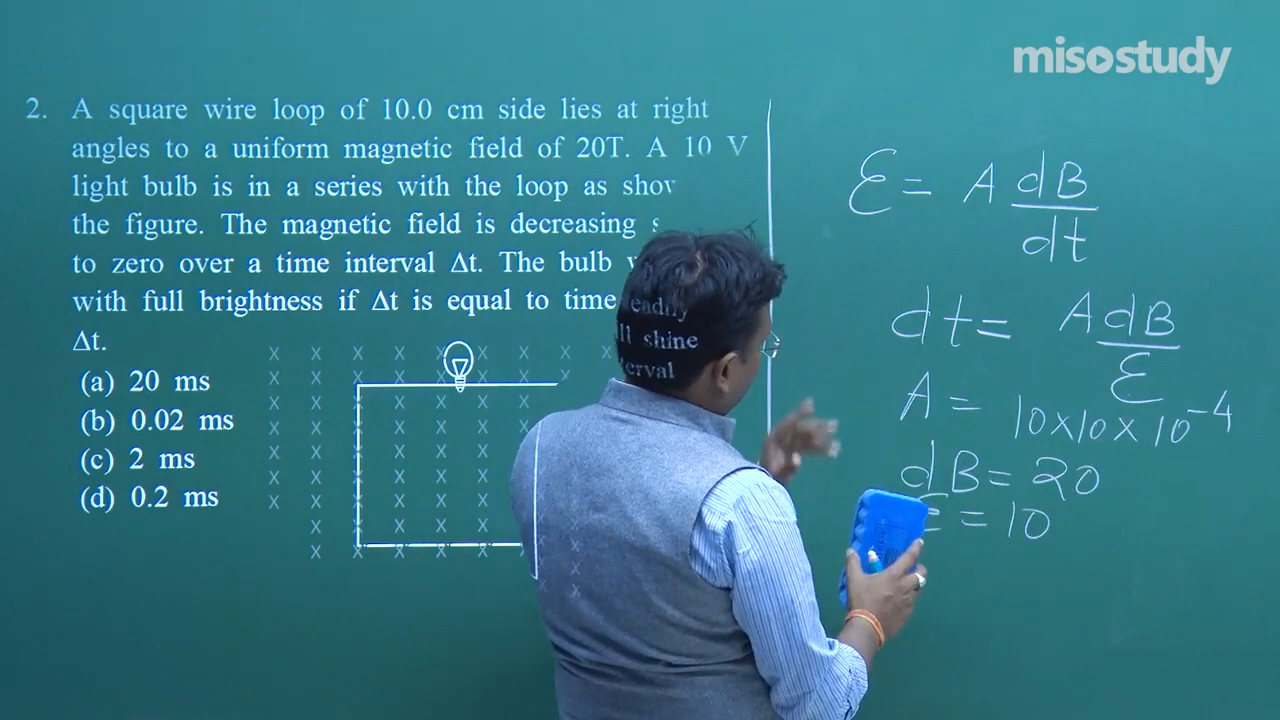 misostudy
2. A square wire loop of 10.0 cm side lies at right
angles to a uniform magnetic field of 20T. A 10 V
light bulb is in a series with the loop as show
the figure. The magnetic field is decreasing s
to zero over a time interval Δt. The bulb w
with full brightness if Δt is equal to time
Δt.
(a) 20 ms
(b) 0.02 ms
(c) 2 ms
(d) 0.2 ms
eadily
ll shine
erval
ε = A dB/dt
dt = A dB/ε
A = 10×10×10⁻⁴
dB = 20
ε = 10